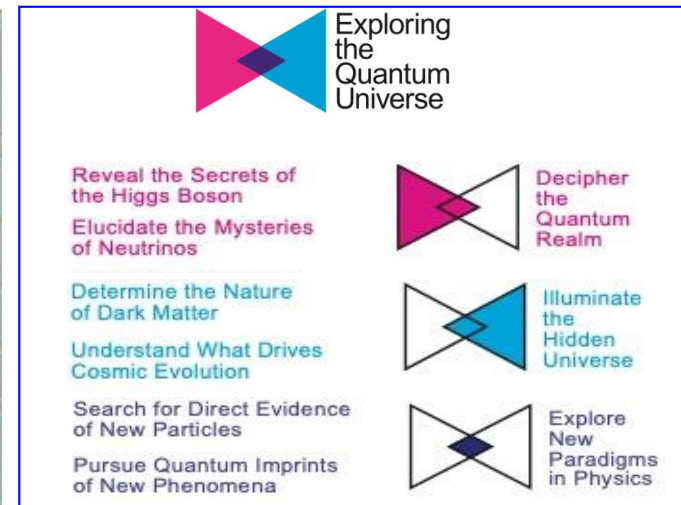 Exploring
the
Quantum
Universe
Reveal the Secrets of
the Higgs Boson
Elucidate the Mysteries
of Neutrinos
Decipher
the
Quantum
Realm
Determine the Nature
of Dark Matter
Understand What Drives
Cosmic Evolution
Illuminate
the
Hidden
Universe
Search for Direct Evidence
of New Particles
Pursue Quantum Imprints
of New Phenomena
Explore
New
Paradigms
in Physics